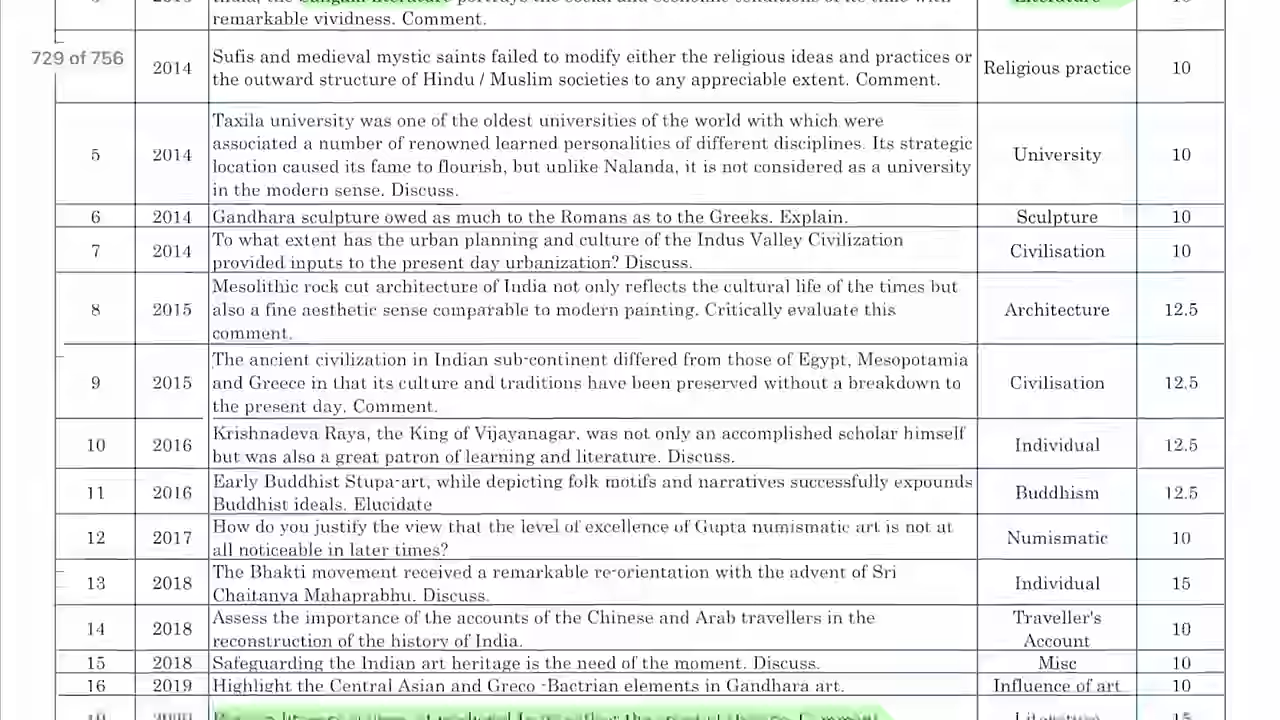 remarkable vividness. Comment.
729 of 756
2014 Sufis and medieval mystic saints failed to modify either the religious ideas and practices or the outward structure of Hindu / Muslim societies to any appreciable extent. Comment. Religious practice 10
5 2014 Taxila university was one of the oldest universities of the world with which were
associated a number of renowned learned personalities of different disciplines. Its strategic
location caused its fame to flourish, but unlike Nalanda, it is not considered as a university
in the modern sense. Discuss. University 10
6 2014 Gandhara sculpture owed as much to the Romans as to the Greeks. Explain. Sculpture 10
7 2014 To what extent has the urban planning and culture of the Indus Valley Civilization
provided inputs to the present day urbanization? Discuss. Civilisation 10
8 2015 Mesolithic rock cut architecture of India not only reflects the cultural life of the times but
also a fine aesthetic sense comparable to modern painting. Critically evaluate this
comment. Architecture 12.5
9 2015 The ancient civilization in Indian sub-continent differed from those of Egypt, Mesopotamia
and Greece in that its culture and traditions have been preserved without a breakdown to
the present day. Comment. Civilisation 12.5
10 2016 Krishnadeva Raya, the King of Vijayanagar, was not only an accomplished scholar himself
but was also a great patron of learning and literature. Discuss. Individual 12.5
11 2016 Early Buddhist Stupa-art, while depicting folk motifs and narratives successfully expounds
Buddhist ideals. Elucidate Buddhism 12.5
12 2017 How do you justify the view that the level of excellence of Gupta numismatic art is not at
all noticeable in later times? Numismatic 10
13 2018 The Bhakti movement received a remarkable re-orientation with the advent of Sri
Chaitanya Mahaprabhu. Discuss. Individual 15
14 2018 Assess the importance of the accounts of the Chinese and Arab travellers in the
reconstruction of the history of India. Traveller's Account 10
15 2018 Safeguarding the Indian art heritage is the need of the moment. Discuss. Misc 10
16 2019 Highlight the Central Asian and Greco -Bactrian elements in Gandhara art. Influence of art 10